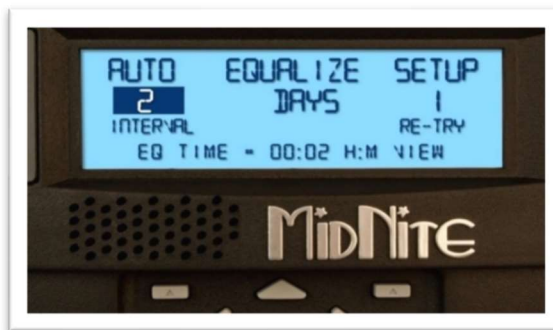 AUTO EQUALIZE SETUP
2 DAYS 1
INTERVAL RE-TRY
EQ TIME - 00:02 H:M VIEW
MIDNITE